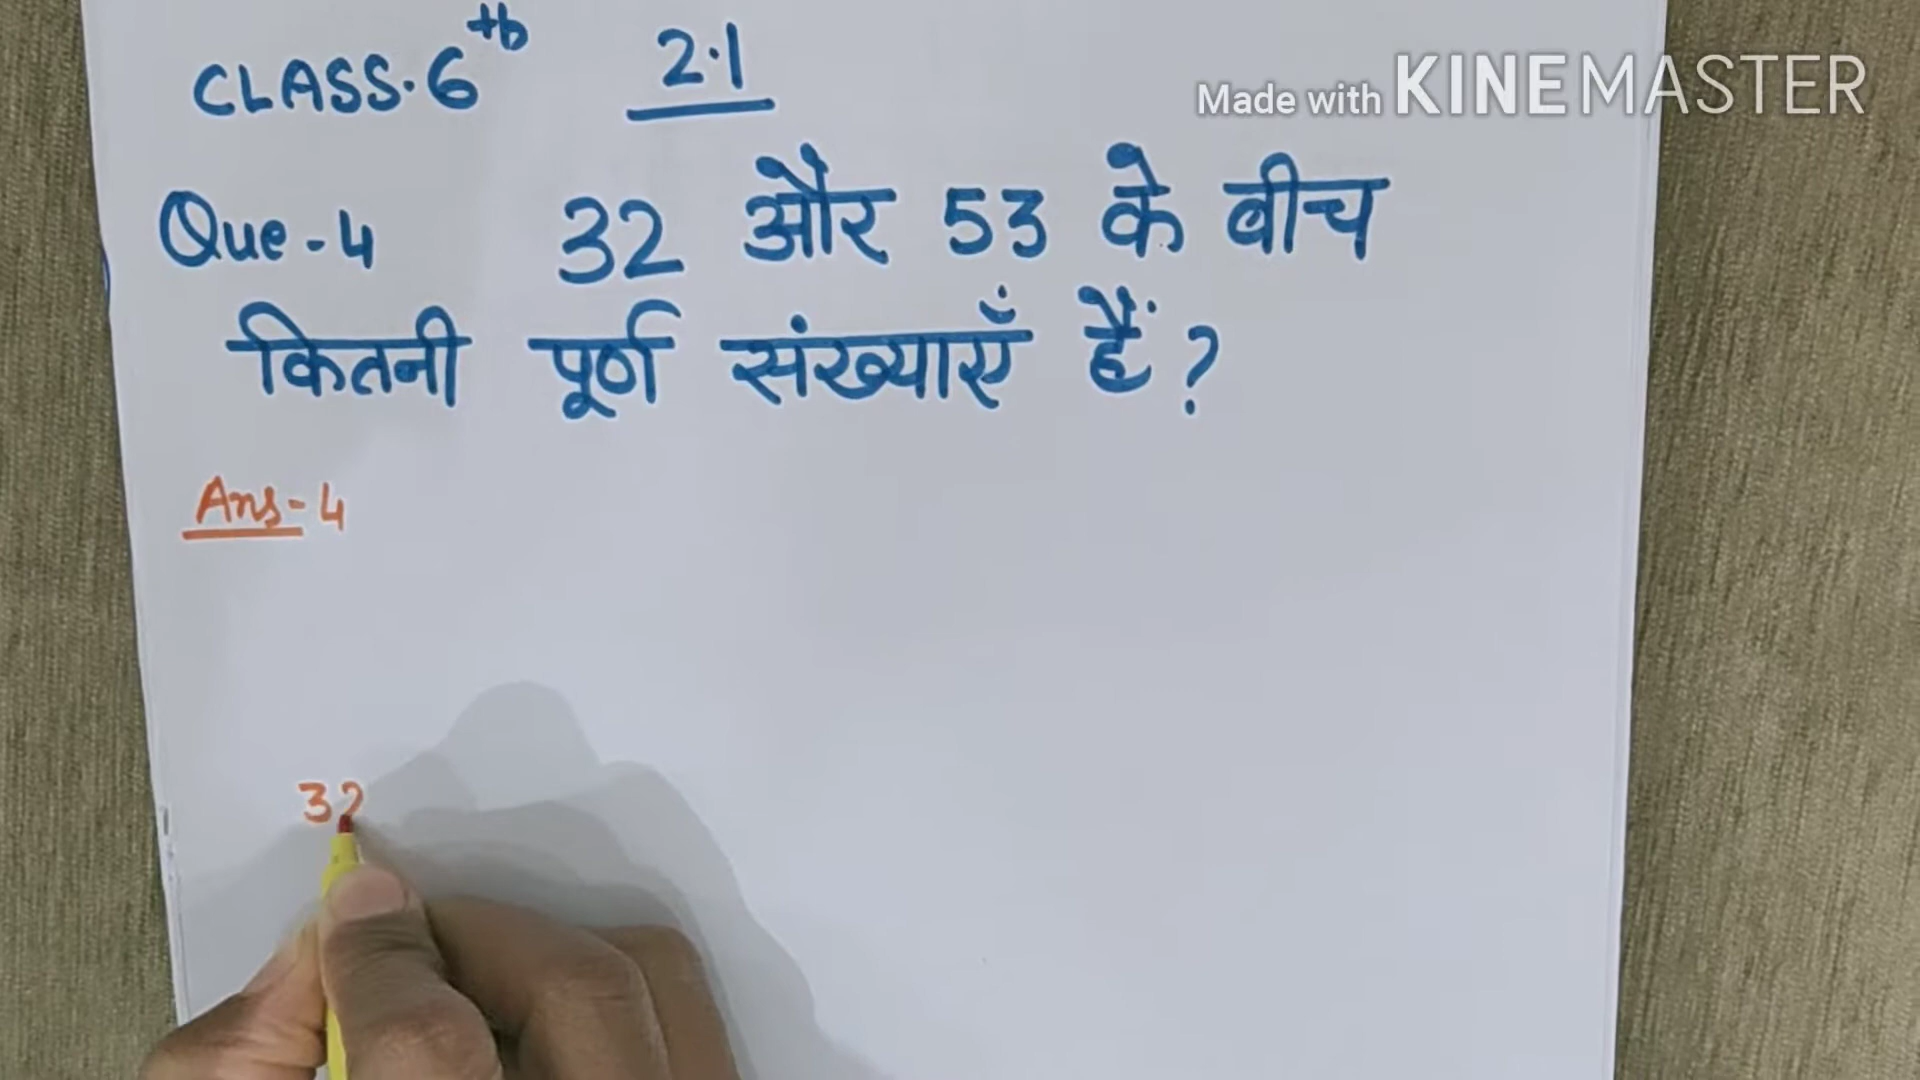 CLASS.6th 2.1
Made with KINEMASTER
Que-4 32 और 53 के बीच
कितनी पूर्ण संख्याएँ हैं?
Ans-4
32